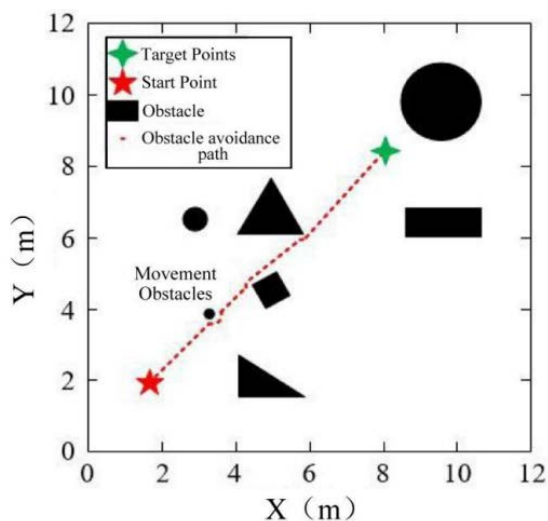 12
10
8
6
4
2
0
Y（m）
Target Points
Start Point
Obstacle
Obstacle avoidance
path
Movement
Obstacles
0 2 4 6 8 10 12
X（m）